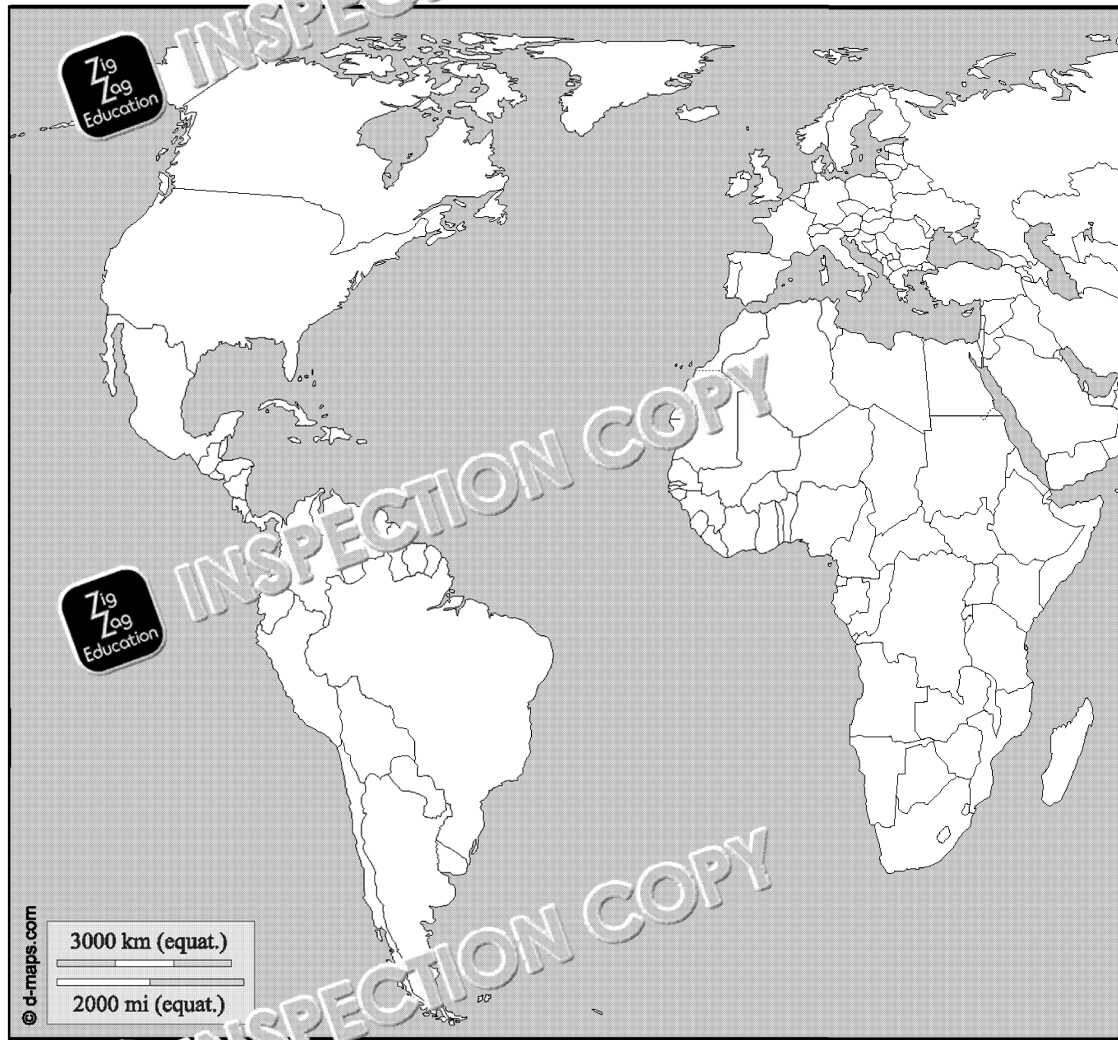 INSPECTION COPY
Zig
Zag
Education
INSPECTION COPY
Zig
Zag
Education
INSPECTION COPY
© d-maps.com
3000 km (equat.)
2000 mi (equat.)